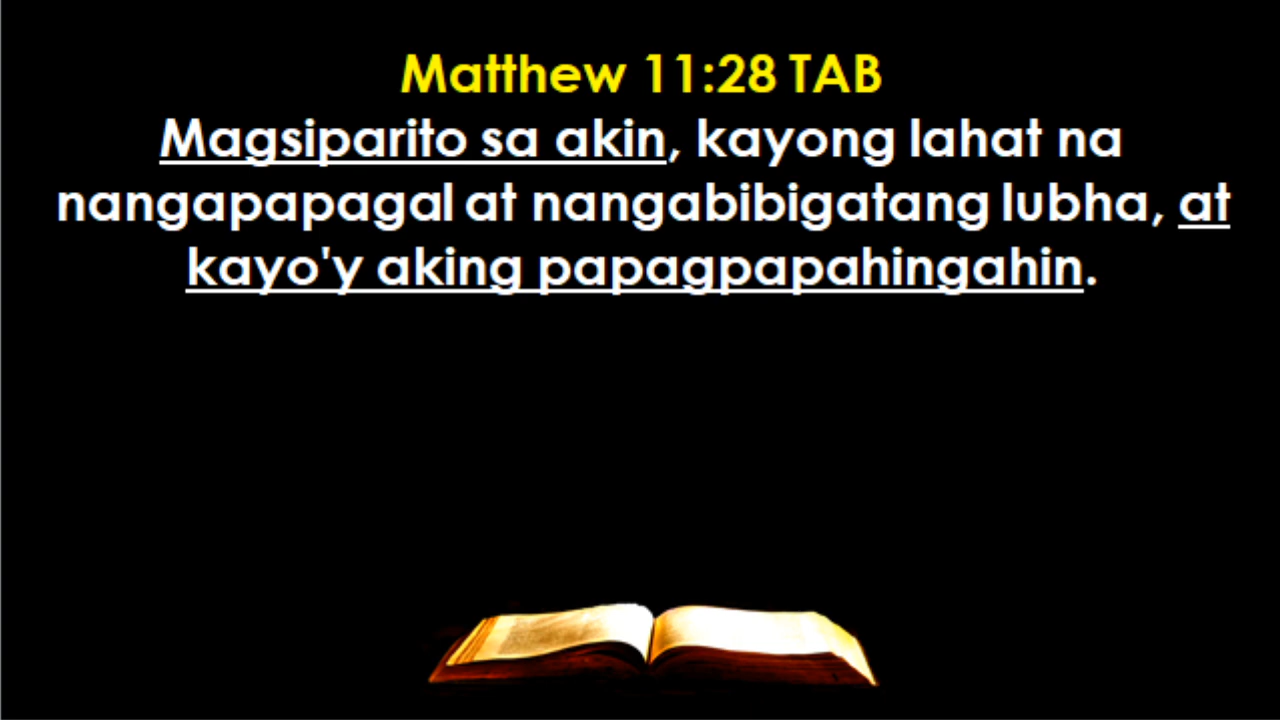 Matthew 11:28 TAB
Magsiparito sa akin, kayong lahat na
nangapapagal at nangabibigatang lubha, at
kayo'y aking papagpapahingahin.